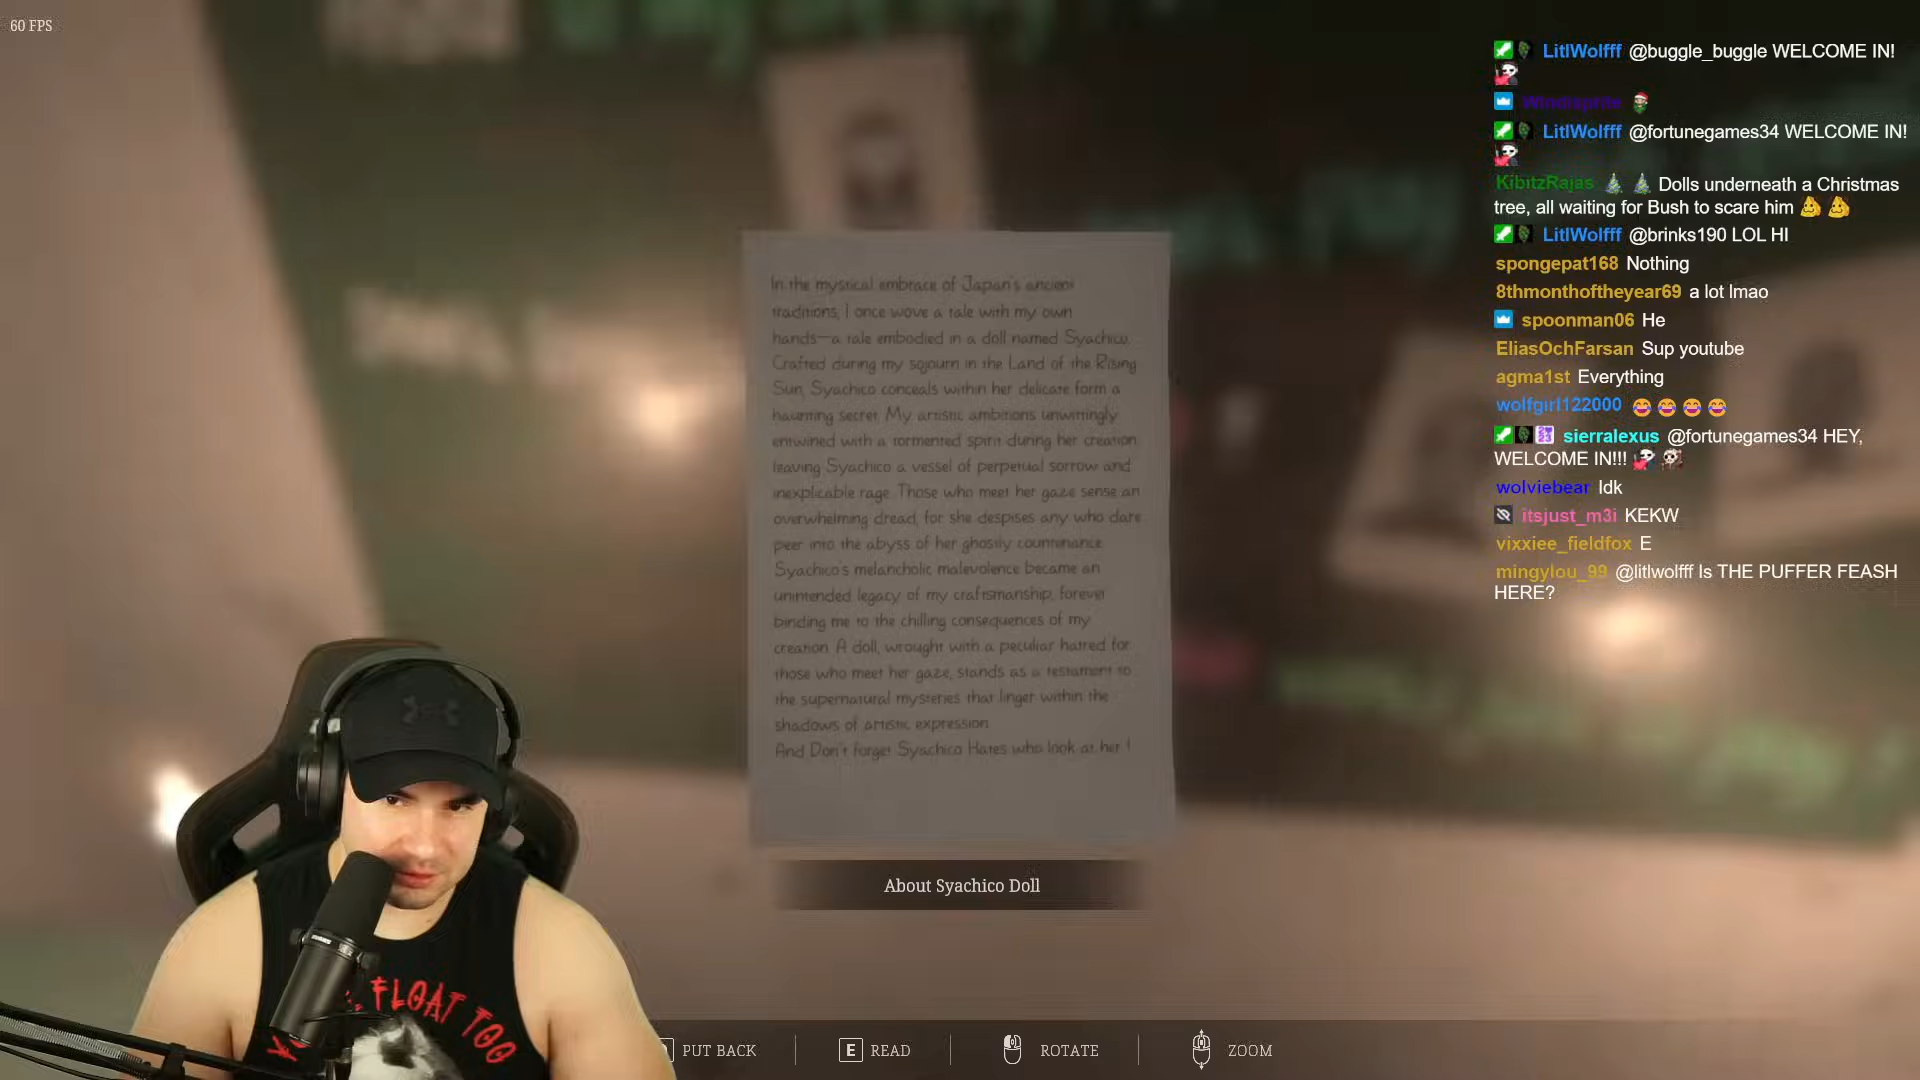 60 FPS
In the mystical embrace of Japan's ancient
traditions, I once wove a tale with my own
hands—a tale embodied in a doll named Syachico.
Crafted during my sojourn in the Land of the Rising
Sun, Syachico conceals within her delicate form a
haunting secret. My artistic ambitions unwittingly
entwined with a tormented spirit during her creation
leaving Syachico a vessel of perpetual sorrow and
inexplicable rage. Those who meet her gaze sense an
overwhelming dread, for she despises any who dare
peer into the abyss of her ghostly countinance
Syachico's melancholic malevolence became an
unintended legacy of my craftsmanship, forever
binding me to the chilling consequences of my
creation. A doll, wrought with a peculiar hatred for
those who meet her gaze, stands as a testament to
the supernatural mysteries that linger within the
shadows of artistic expression
And Don't forget Syachico Hates who look at her !
About Syachico Doll
PUT BACK
E READ
ROTATE
ZOOM
FLOAT TOO
LitlWolfff @buggle_buggle WELCOME IN!
Windisprite
LitlWolfff @fortunegames34 WELCOME IN!
KibitzRajas Dolls underneath a Christmas
tree, all waiting for Bush to scare him
LitlWolfff @brinks190 LOL HI
spongepat168 Nothing
8thmonthoftheyear69 a lot lmao
spoonman06 He
EliasOchFarsan Sup youtube
agma1st Everything
wolfgirl122000
sierralexus @fortunegames34 HEY,
WELCOME IN!!!
wolviebear Idk
itsjust_m3i KEKW
vixxiee_fieldfox E
mingylou_99 @litlwolfff Is THE PUFFER FEASH
HERE?